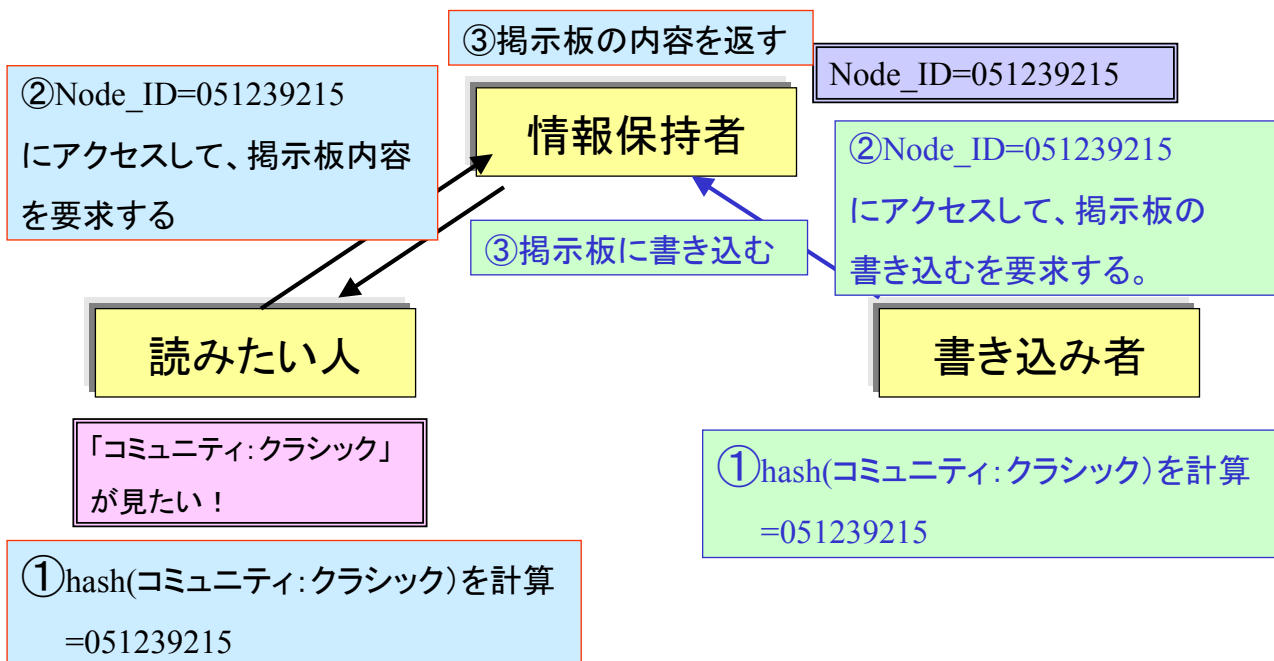 ③掲示板の内容を返す
Node_ID=051239215
②Node_ID=051239215
にアクセスして、掲示板内容
を要求する
情報保持者
②Node_ID=051239215
にアクセスして、掲示板の
書き込むを要求する。
③掲示板に書き込む
読みたい人
書き込み者
「コミュニティ:クラシック」
が見たい！
①hash(コミュニティ:クラシック)を計算
=051239215
①hash(コミュニティ:クラシック)を計算
=051239215